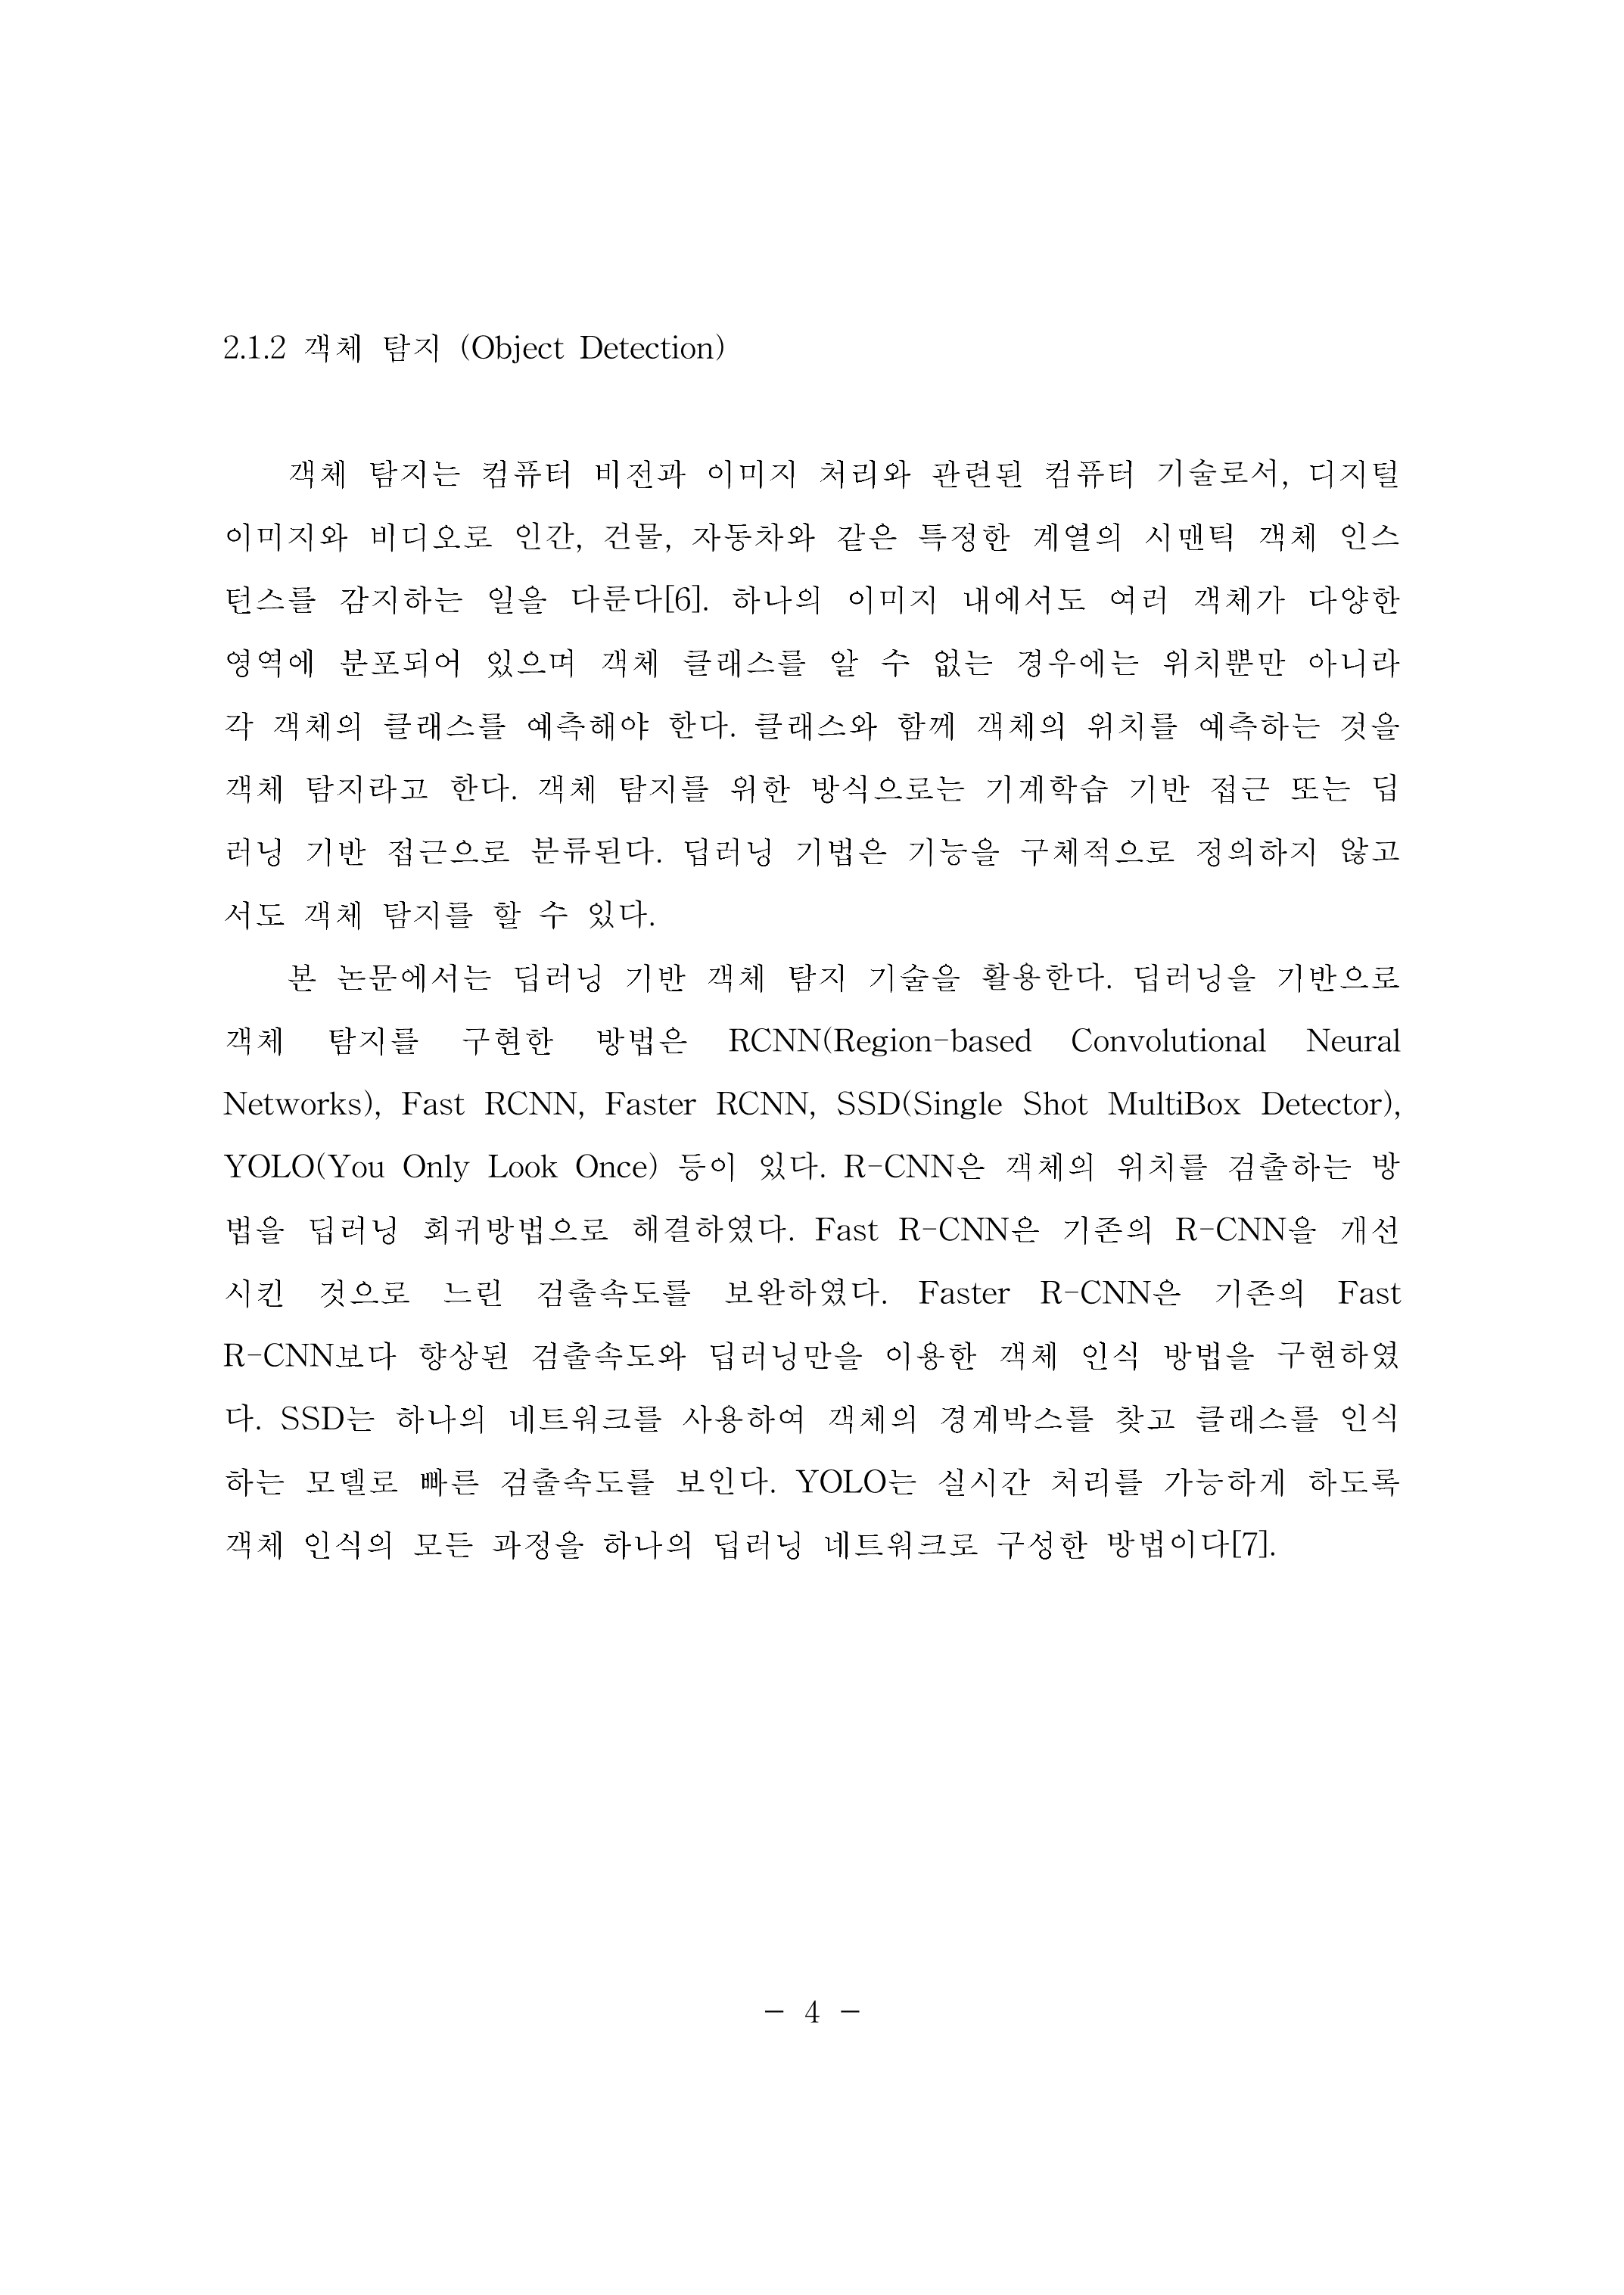 2.1.2 객체 탐지 (Object Detection)
객체 탐지는 컴퓨터 비전과 이미지 처리와 관련된 컴퓨터 기술로서, 디지털
이미지와 비디오로 인간, 건물, 자동차와 같은 특정한 계열의 시맨틱 객체 인스
턴스를 감지하는 일을 다룬다[6]. 하나의 이미지 내에서도 여러 객체가 다양한
영역에 분포되어 있으며 객체 클래스를 알 수 없는 경우에는 위치뿐만 아니라
각 객체의 클래스를 예측해야 한다. 클래스와 함께 객체의 위치를 예측하는 것을
객체 탐지라고 한다. 객체 탐지를 위한 방식으로는 기계학습 기반 접근 또는 딥
러닝 기반 접근으로 분류된다. 딥러닝 기법은 기능을 구체적으로 정의하지 않고
서도 객체 탐지를 할 수 있다.
본 논문에서는 딥러닝 기반 객체 탐지 기술을 활용한다. 딥러닝을 기반으로
객체 탐지를 구현한 방법은 RCNN(Region-based Convolutional Neural
Networks), Fast RCNN, Faster RCNN, SSD(Single Shot MultiBox Detector),
YOLO(You Only Look Once) 등이 있다. R-CNN은 객체의 위치를 검출하는 방
법을 딥러닝 회귀방법으로 해결하였다. Fast R-CNN은 기존의 R-CNN을 개선
시킨 것으로 느린 검출속도를 보완하였다. Faster R-CNN은 기존의 Fast
R-CNN보다 향상된 검출속도와 딥러닝만을 이용한 객체 인식 방법을 구현하였
다. SSD는 하나의 네트워크를 사용하여 객체의 경계박스를 찾고 클래스를 인식
하는 모델로 빠른 검출속도를 보인다. YOLO는 실시간 처리를 가능하게 하도록
객체 인식의 모든 과정을 하나의 딥러닝 네트워크로 구성한 방법이다[7].
- 4 -